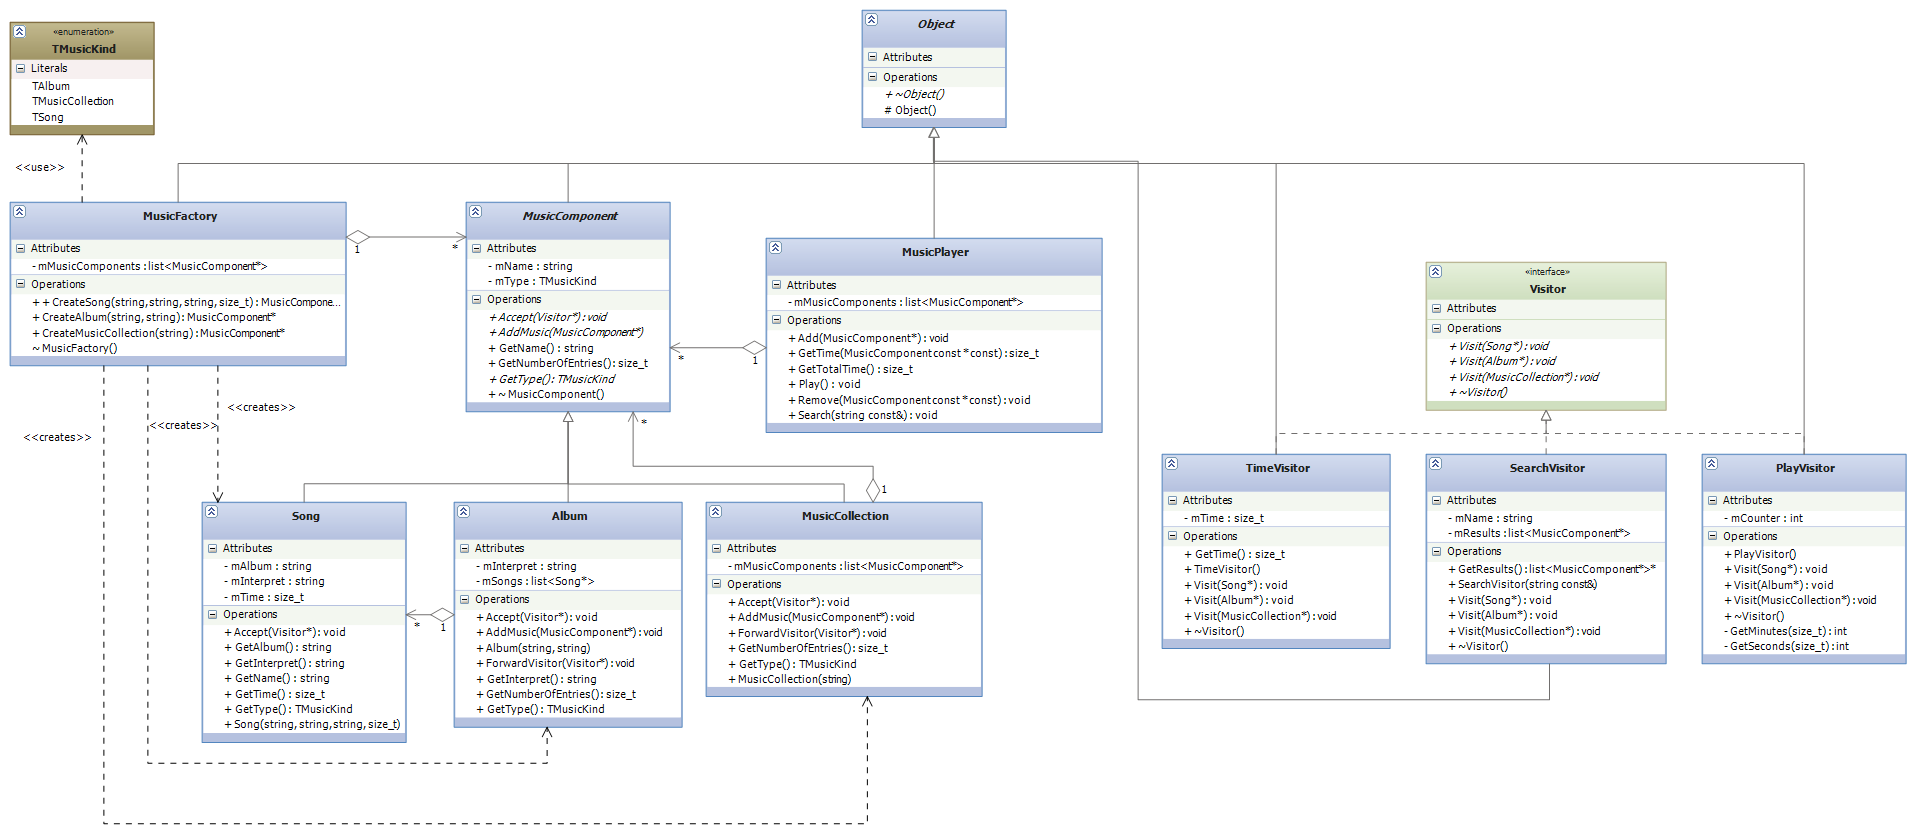 «enumeration»
TMusicKind
Literals
TAlbum
TMusicCollection
TSong
<<use>>
Object
Attributes
Operations
+ ~Object()
# Object()
MusicFactory
Attributes
- mMusicComponents : list<MusicComponent*>
Operations
+ + CreateSong(string,string,string,size_t) : MusicCompone...
+ CreateAlbum(string,string) : MusicComponent*
+ CreateMusicCollection(string) : MusicComponent*
~ MusicFactory()
1
*
MusicComponent
Attributes
- mName : string
- mType : TMusicKind
Operations
+ Accept(Visitor*) : void
+ AddMusic(MusicComponent*)
+ GetName() : string
+ GetNumberOfEntries() : size_t
+ GetType() : TMusicKind
+ ~ MusicComponent()
*
1
MusicPlayer
Attributes
- mMusicComponents : list<MusicComponent*>
Operations
+ Add(MusicComponent*) : void
+ GetTime(MusicComponent const * const) : size_t
+ GetTotalTime() : size_t
+ Play() : void
+ Remove(MusicComponent const * const) : void
+ Search(string const&) : void
«interface»
Visitor
Attributes
Operations
+ Visit(Song*) : void
+ Visit(Album*) : void
+ Visit(MusicCollection*) : void
+ ~Visitor()
<<creates>>
<<creates>>
<<creates>>
*
1
Song
Attributes
- mAlbum : string
- mInterpret : string
- mTime : size_t
Operations
+ Accept(Visitor*) : void
+ GetAlbum() : string
+ GetInterpret() : string
+ GetName() : string
+ GetTime() : size_t
+ GetType() : TMusicKind
+ Song(string,string,string,size_t)
*
1
Album
Attributes
- mInterpret : string
- mSongs : list<Song*>
Operations
+ Accept(Visitor*) : void
+ AddMusic(MusicComponent*) : void
+ Album(string,string)
+ ForwardVisitor(Visitor*) : void
+ GetInterpret() : string
+ GetNumberOfEntries() : size_t
+ GetType() : TMusicKind
MusicCollection
Attributes
- mMusicComponents : list<MusicComponent*>
Operations
+ Accept(Visitor*) : void
+ AddMusic(MusicComponent*) : void
+ ForwardVisitor(Visitor*) : void
+ GetNumberOfEntries() : size_t
+ GetType() : TMusicKind
+ MusicCollection(string)
TimeVisitor
Attributes
- mTime : size_t
Operations
+ GetTime() : size_t
+ TimeVisitor()
+ Visit(Song*) : void
+ Visit(Album*) : void
+ Visit(MusicCollection*) : void
+ ~Visitor()
SearchVisitor
Attributes
- mName : string
- mResults : list<MusicComponent*>
Operations
+ GetResults() : list<MusicComponent*>*
+ SearchVisitor(string const&)
+ Visit(Song*) : void
+ Visit(Album*) : void
+ Visit(MusicCollection*) : void
+ ~Visitor()
PlayVisitor
Attributes
- mCounter : int
Operations
+ PlayVisitor()
+ Visit(Song*) : void
+ Visit(Album*) : void
+ Visit(MusicCollection*) : void
+ ~Visitor()
- GetMinutes(size_t) : int
- GetSeconds(size_t) : int